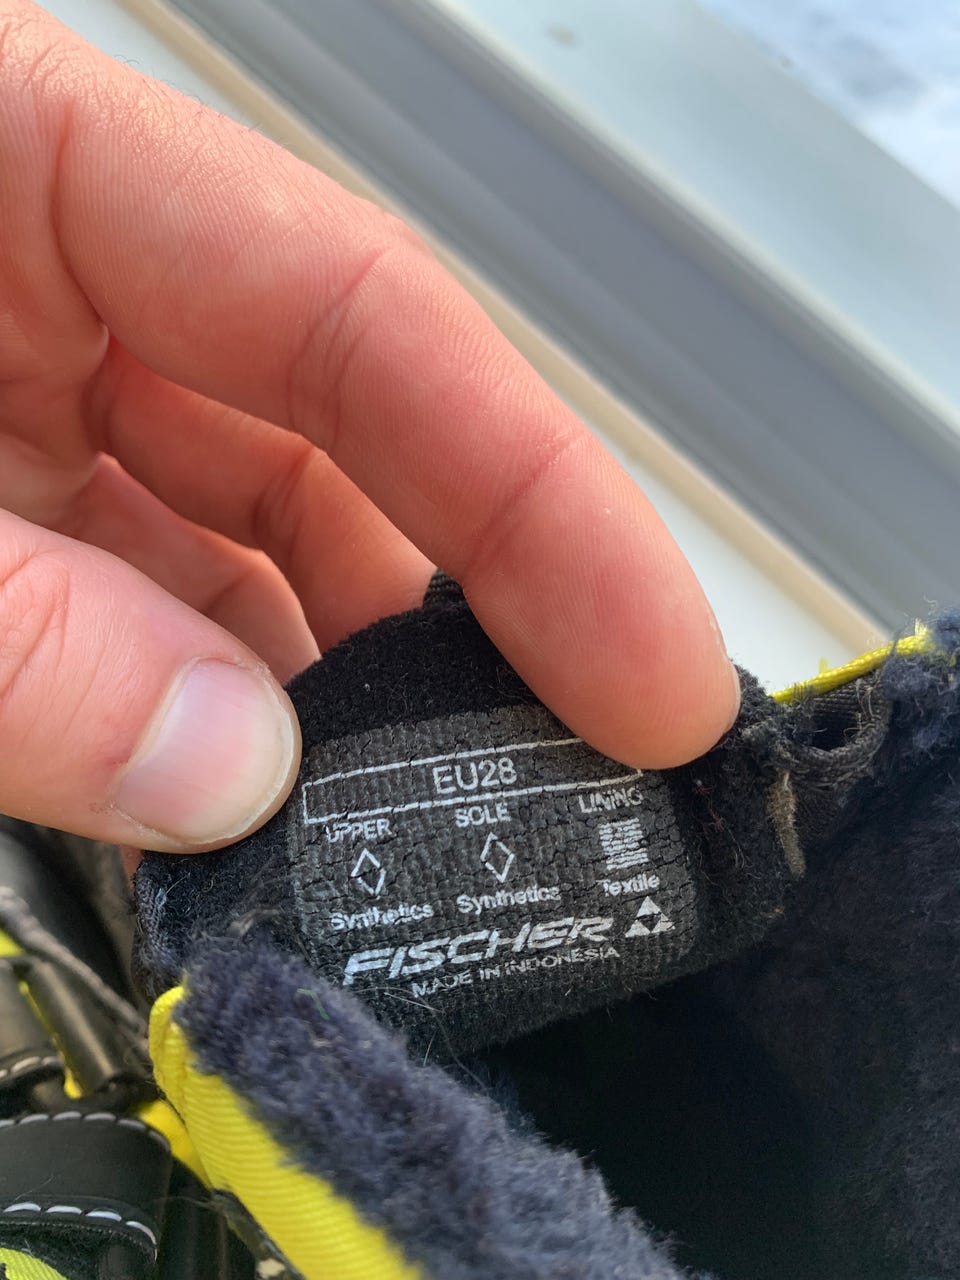 EU28
UPPER SOLE LINING
Synthetics Synthetics Textile
FISCHER
MADE IN INDONESIA